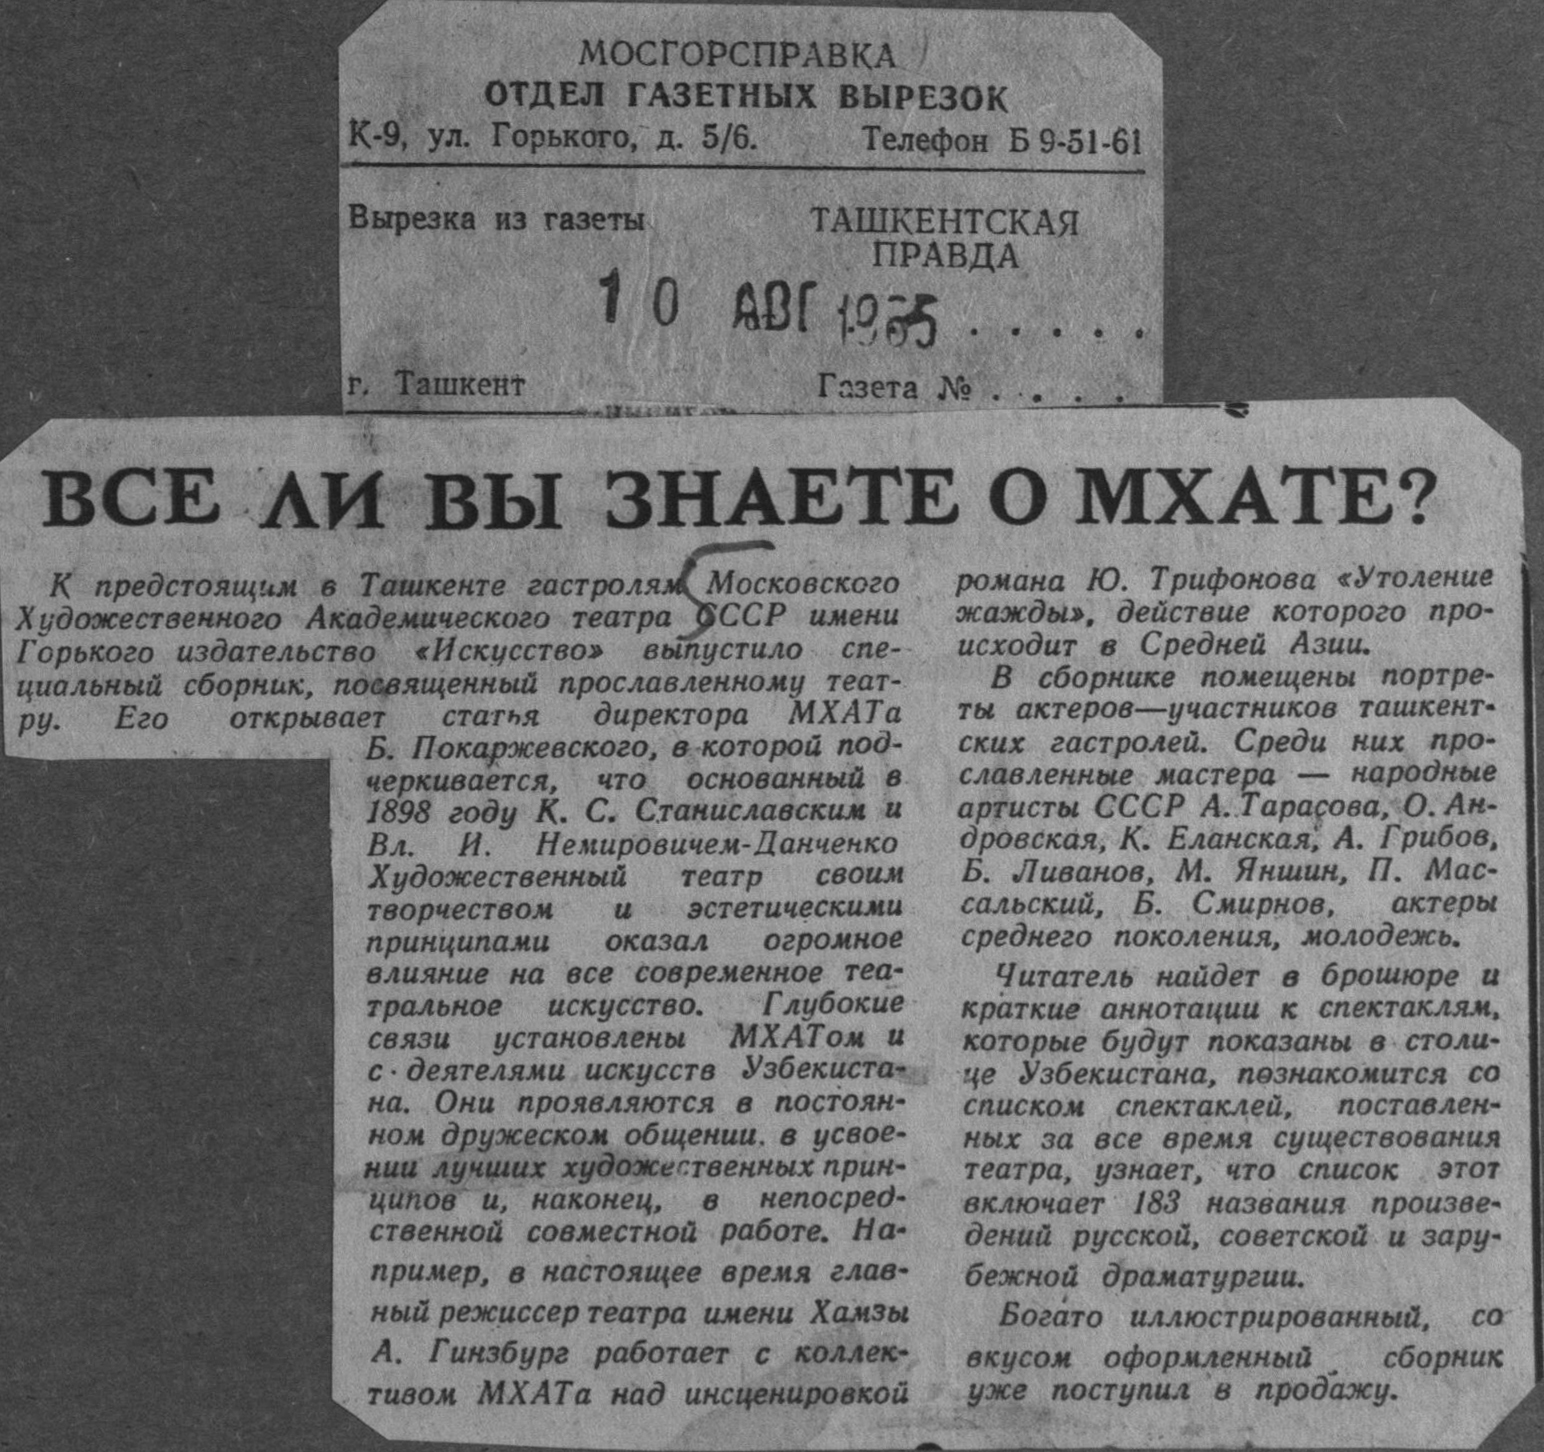 МОСГОРСПРАВКА
ОТДЕЛ ГАЗЕТНЫХ ВЫРЕЗОК
К-9, ул. Горького, д. 5/6. Телефон Б 9-51-61
Вырезка из газеты
ТАШКЕНТСКАЯ
ПРАВДА
10 АВГ 1965 . . . . .
г. Ташкент Газета № . . . .
ВСЕ ЛИ ВЫ ЗНАЕТЕ О МХАТЕ?
К предстоящим в Ташкенте гастролям Московского
Художественного Академического театра СССР имени
Горького издательство «Искусство» выпустило спе-
циальный сборник, посвященный прославленному теат-
ру. Его открывает статья директора МХАТа
Б. Покаржевского, в которой под-
черкивается, что основанный в
1898 году К. С. Станиславским и
Вл. И. Немировичем-Данченко
Художественный театр своим
творчеством и эстетическими
принципами оказал огромное
влияние на все современное теа-
тральное искусство. Глубокие
связи установлены МХАТом и
с деятелями искусств Узбекиста-
на. Они проявляются в постоян-
ном дружеском общении, в усвое-
нии лучших художественных прин-
ципов и, наконец, в непосред-
ственной совместной работе. На-
пример, в настоящее время глав-
ный режиссер театра имени Хамзы
А. Гинзбург работает с коллек-
тивом МХАТа над инсценировкой
романа Ю. Трифонова «Утоление
жажды», действие которого про-
исходит в Средней Азии.
В сборнике помещены портре-
ты актеров—участников ташкент-
ских гастролей. Среди них про-
славленные мастера — народные
артисты СССР А. Тарасова, О. Ан-
дровская, К. Еланская, А. Грибов,
Б. Ливанов, М. Яншин, П. Мас-
сальский, Б. Смирнов, актеры
среднего поколения, молодежь.
Читатель найдет в брошюре и
краткие аннотации к спектаклям,
которые будут показаны в столи-
це Узбекистана, познакомится со
списком спектаклей, поставлен-
ных за все время существования
театра, узнает, что список этот
включает 183 названия произве-
дений русской, советской и зару-
бежной драматургии.
Богато иллюстрированный, со
вкусом оформленный сборник
уже поступил в продажу.